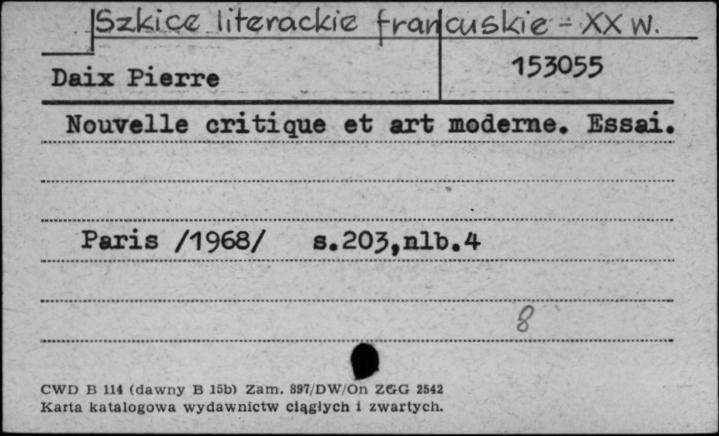 Szkice literackie francuskie - XX w.
Daix Pierre
153055
Nouvelle critique et art moderne. Essai.
Paris /1968/ s.203,nlb.4
8
CWD B 114 (dawny B 15b) Zam. 897/DW/On ZGG 2542
Karta katalogowa wydawnictw ciągłych i zwartych.